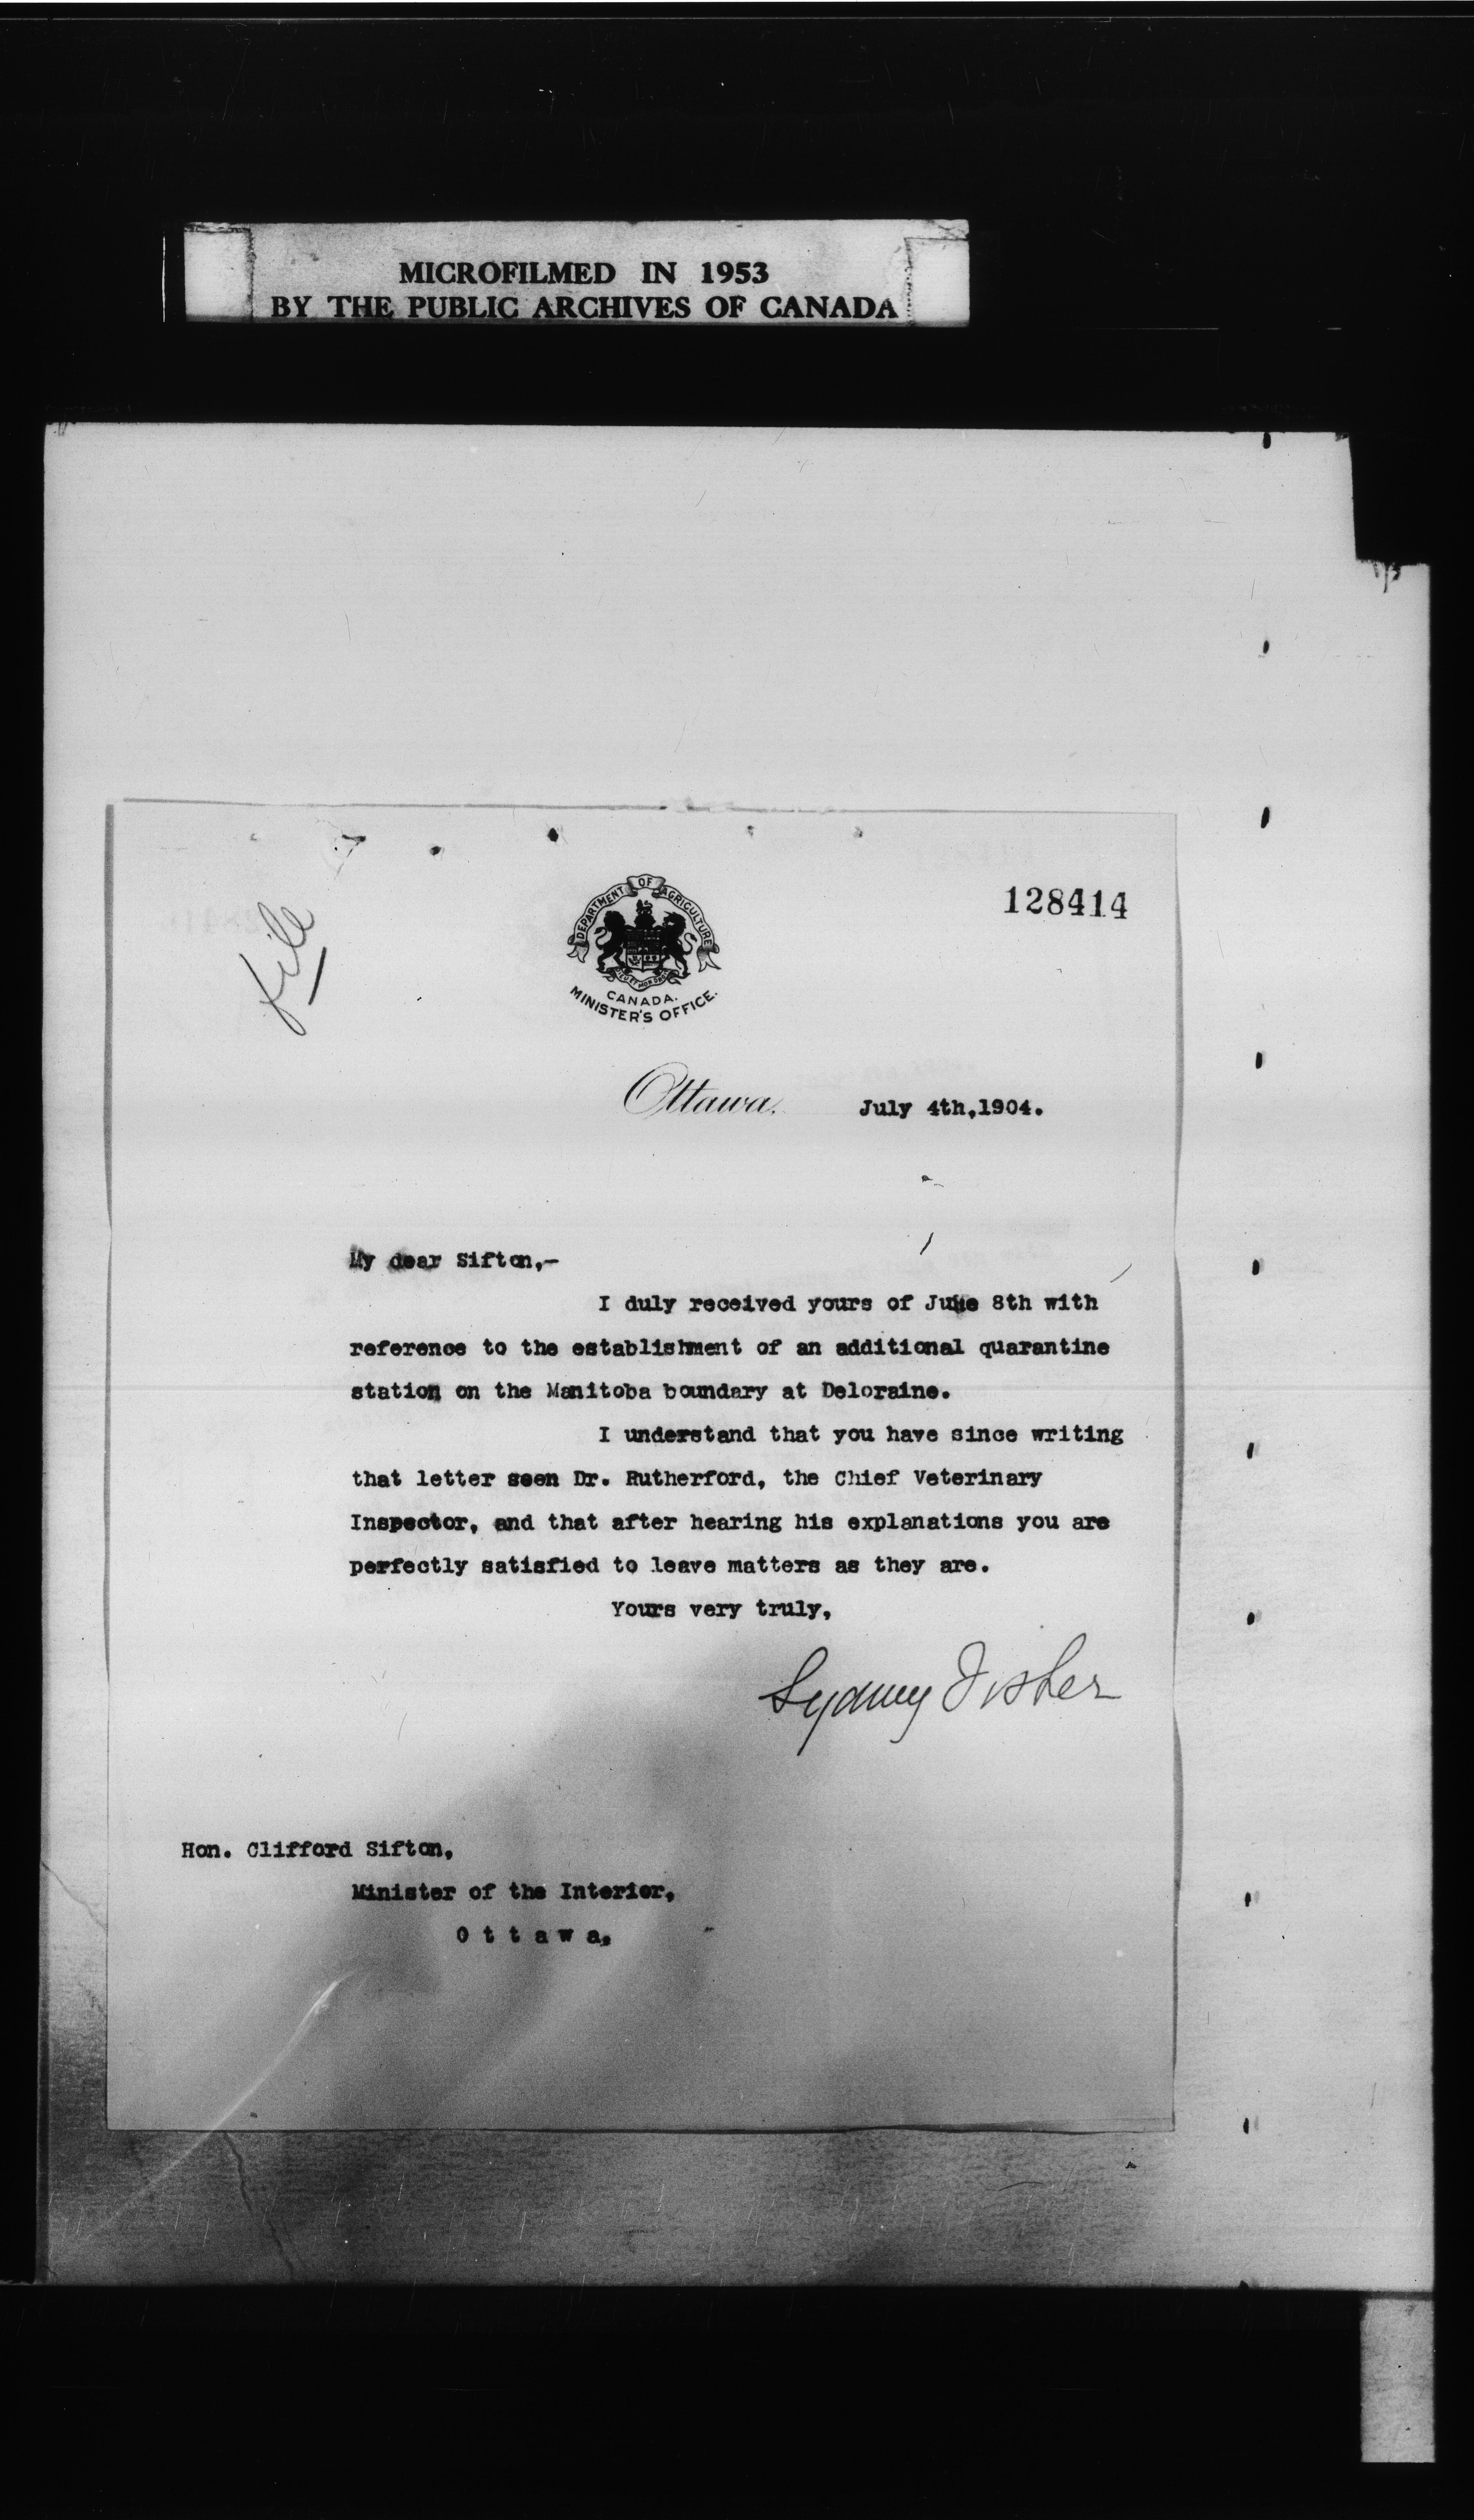 MICROFILMED IN 1953
BY THE PUBLIC ARCHIVES OF CANADA
file
128414
DEPARTMENT OF AGRICULTURE
CANADA.
MINISTER'S OFFICE.
Ottawa, July 4th,1904.
My dear Sifton,-
I duly received yours of June 8th with
reference to the establishment of an additional quarantine
station on the Manitoba boundary at Deloraine.
I understand that you have since writing
that letter seen Dr. Rutherford, the Chief Veterinary
Inspector, and that after hearing his explanations you are
perfectly satisfied to leave matters as they are.
Yours very truly,
Sydney Fisher
Hon. Clifford Sifton,
Minister of the Interior,
Ottawa.